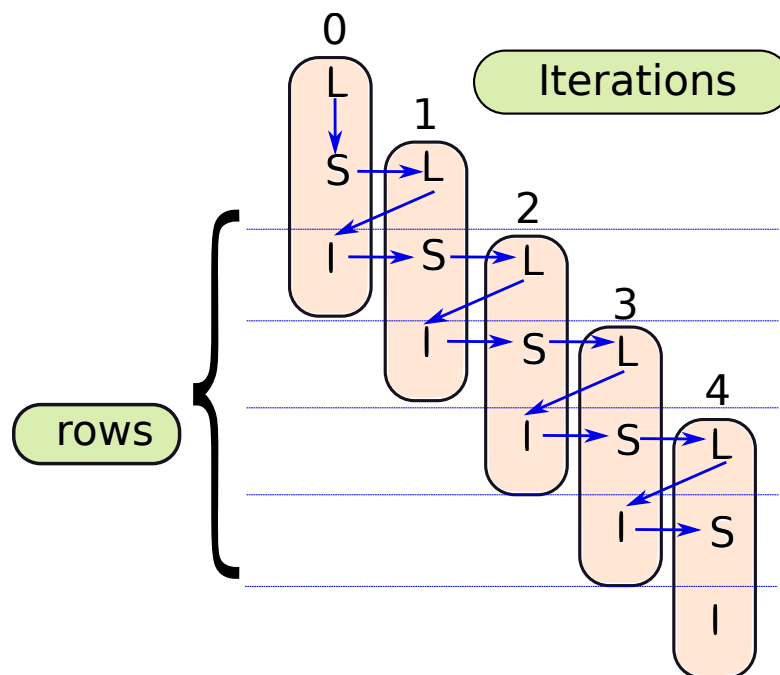 0
Iterations
L
1
S L
2
I S L
3
I S L
4
rows
I S L
I S
I